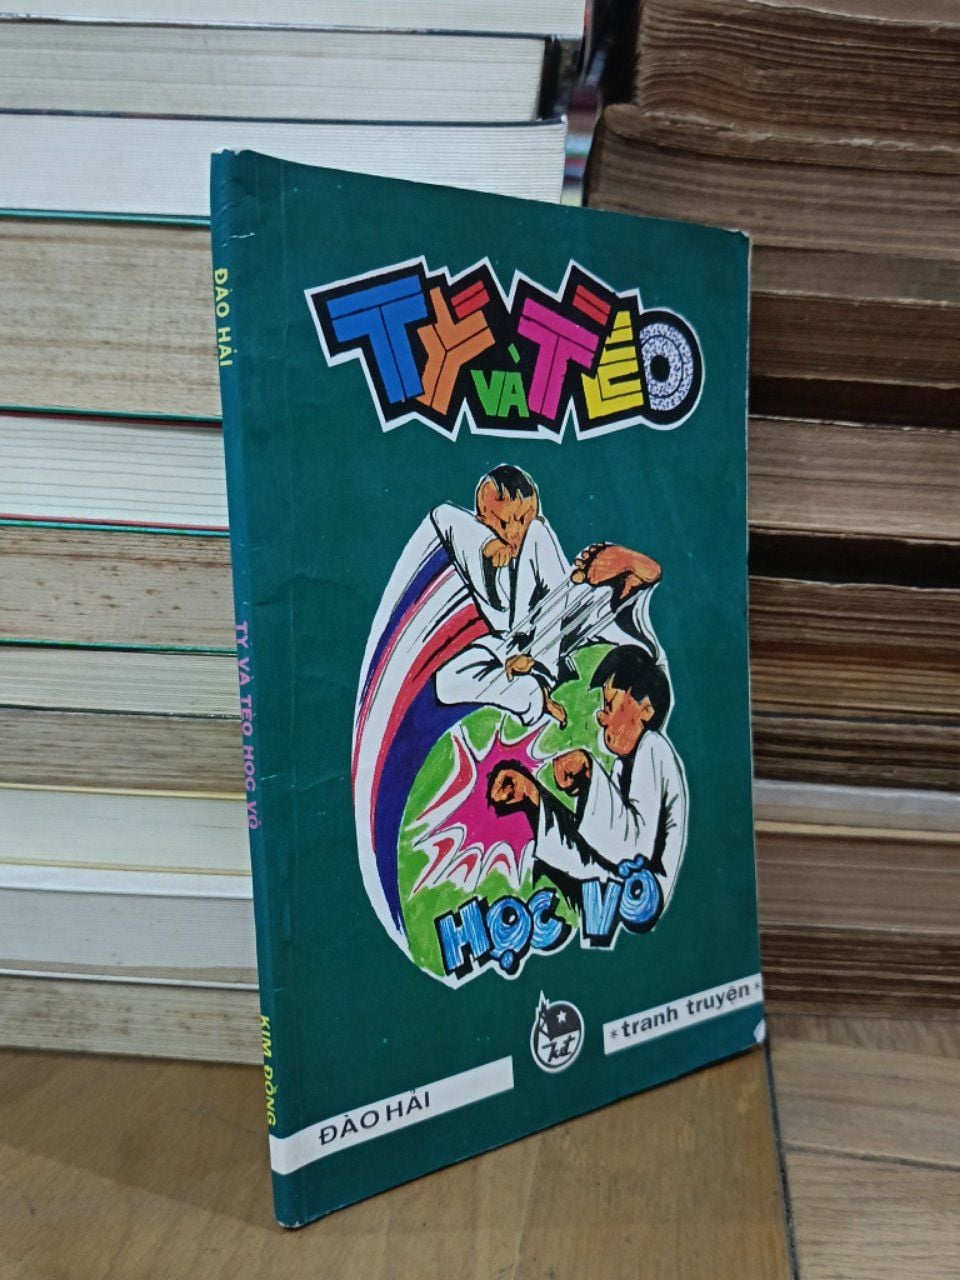 TÝ VÀ TÈO
HỌC VÕ
ĐÀO HẢI
*tranh truyện*
ĐÀO HẢI
TÝ VÀ TÈO HỌC VÕ
KIM ĐỒNG